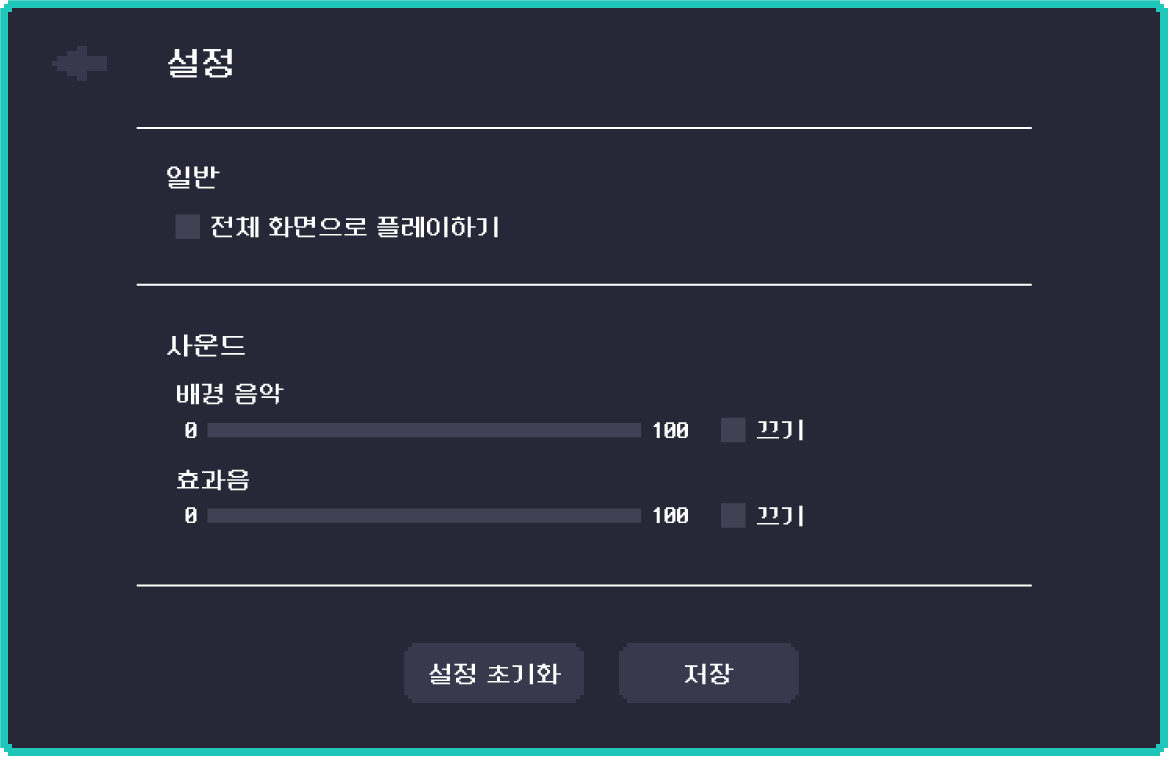 설정
일반
전체 화면으로 플레이하기
사운드
배경 음악
0 100 끄기
효과음
0 100 끄기
설정 초기화 저장